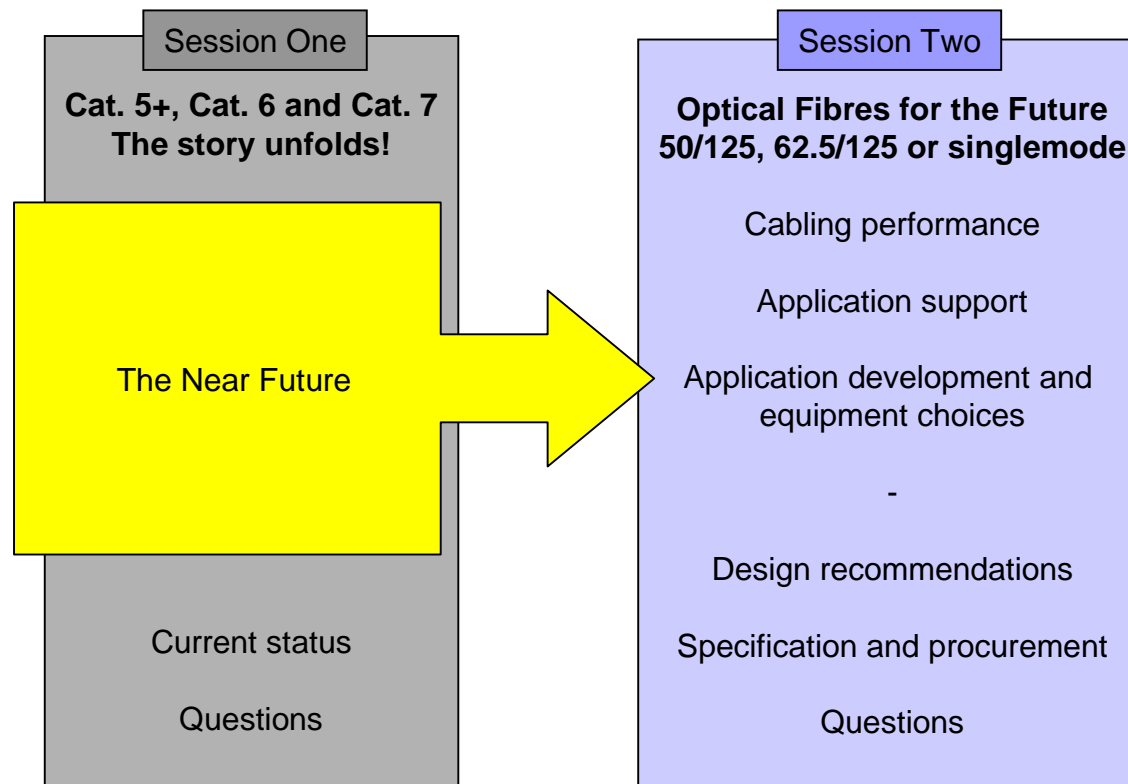 Session One
Cat. 5+, Cat. 6 and Cat. 7
The story unfolds!
The Near Future
Current status
Questions
Session Two
Optical Fibres for the Future
50/125, 62.5/125 or singlemode
Cabling performance
Application support
Application development and
equipment choices
-
Design recommendations
Specification and procurement
Questions